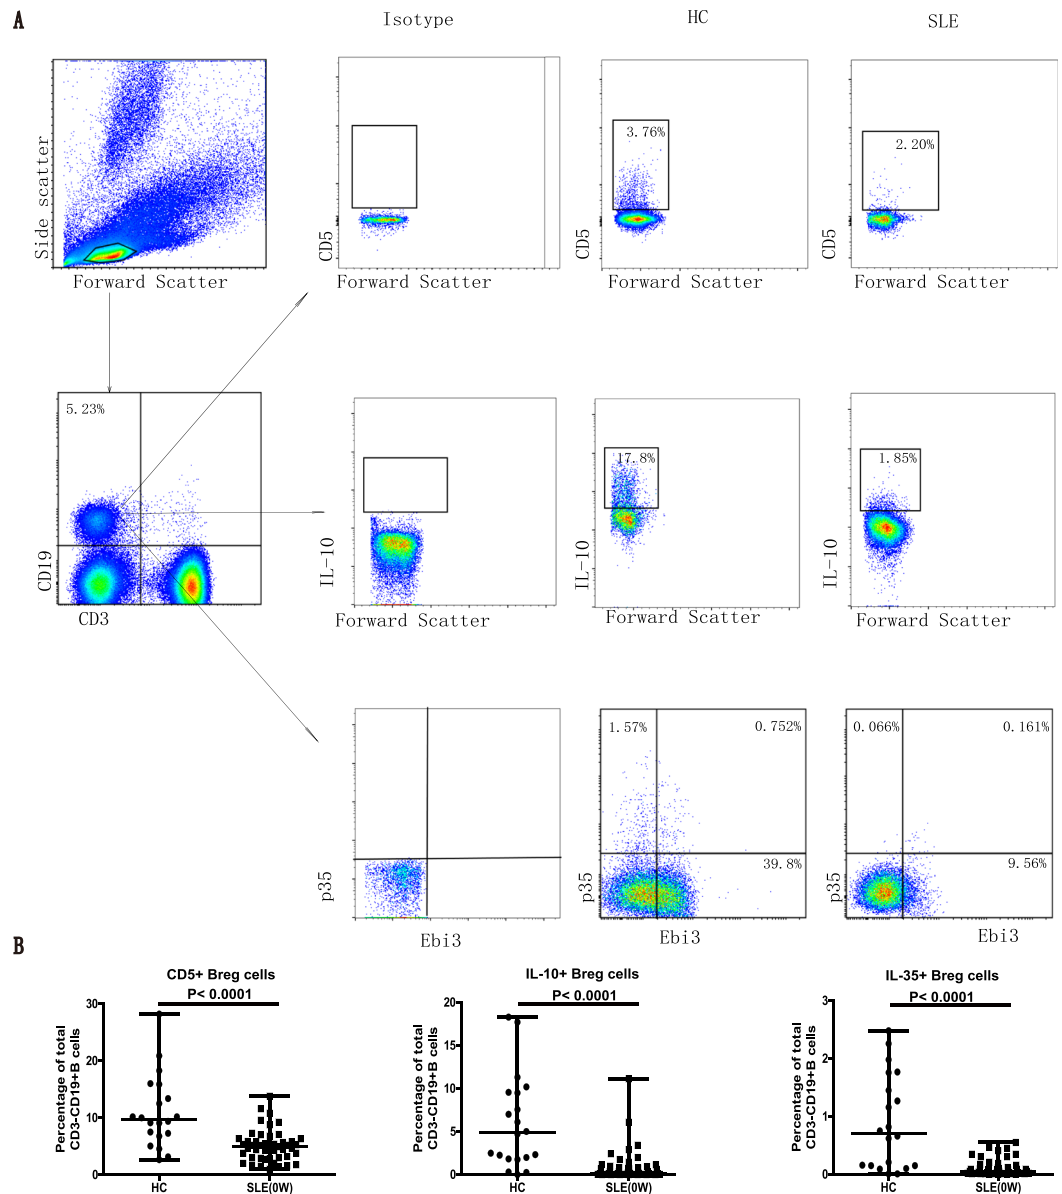 A
Isotype
HC
SLE
Side scatter
Forward Scatter
CD5
Forward Scatter
3.76%
CD5
Forward Scatter
2.20%
CD5
Forward Scatter
5.23%
CD19
CD3
IL-10
Forward Scatter
17.8%
IL-10
Forward Scatter
1.85%
IL-10
Forward Scatter
p35
Ebi3
1.57%
0.752%
39.8%
p35
Ebi3
0.066%
0.161%
9.56%
p35
Ebi3
B
CD5+ Breg cells
P< 0.0001
Percentage of total
CD3-CD19+B cells
30
20
10
0
HC
SLE(0W)
IL-10+ Breg cells
P< 0.0001
Percentage of total
CD3-CD19+B cells
20
15
10
5
0
HC
SLE(0W)
IL-35+ Breg cells
P< 0.0001
Percentage of total
CD3-CD19+B cells
3
2
1
0
HC
SLE(0W)